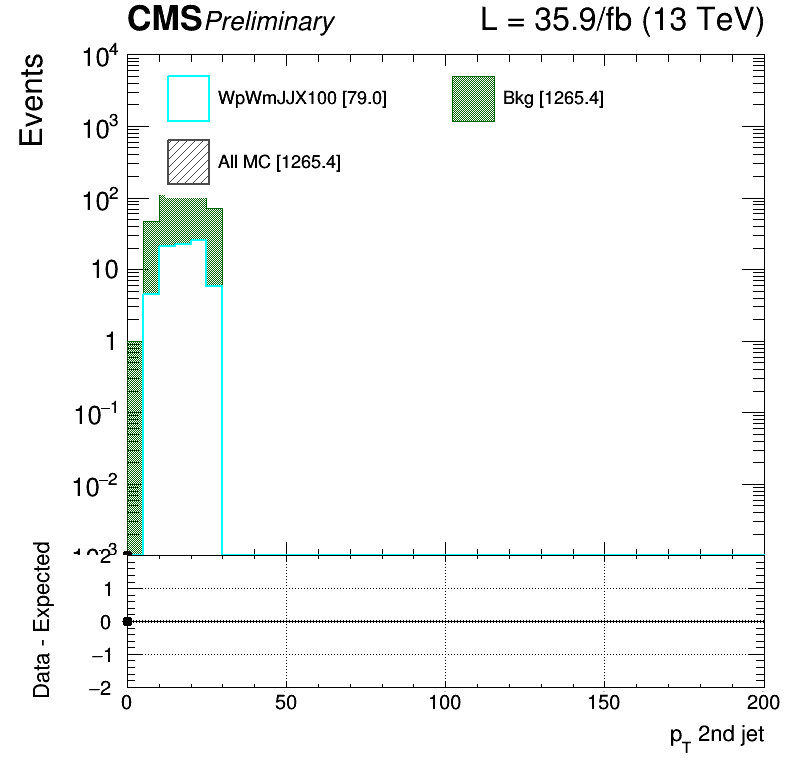 CMS Preliminary L = 35.9/fb (13 TeV)
Events
10^4
WpWmJJX100 [79.0] Bkg [1265.4]
10^3
All MC [1265.4]
10^2
10
1
10^−1
10^−2
Data - Expected
2
1
0
−1
−2
0 50 100 150 200
p_T 2nd jet